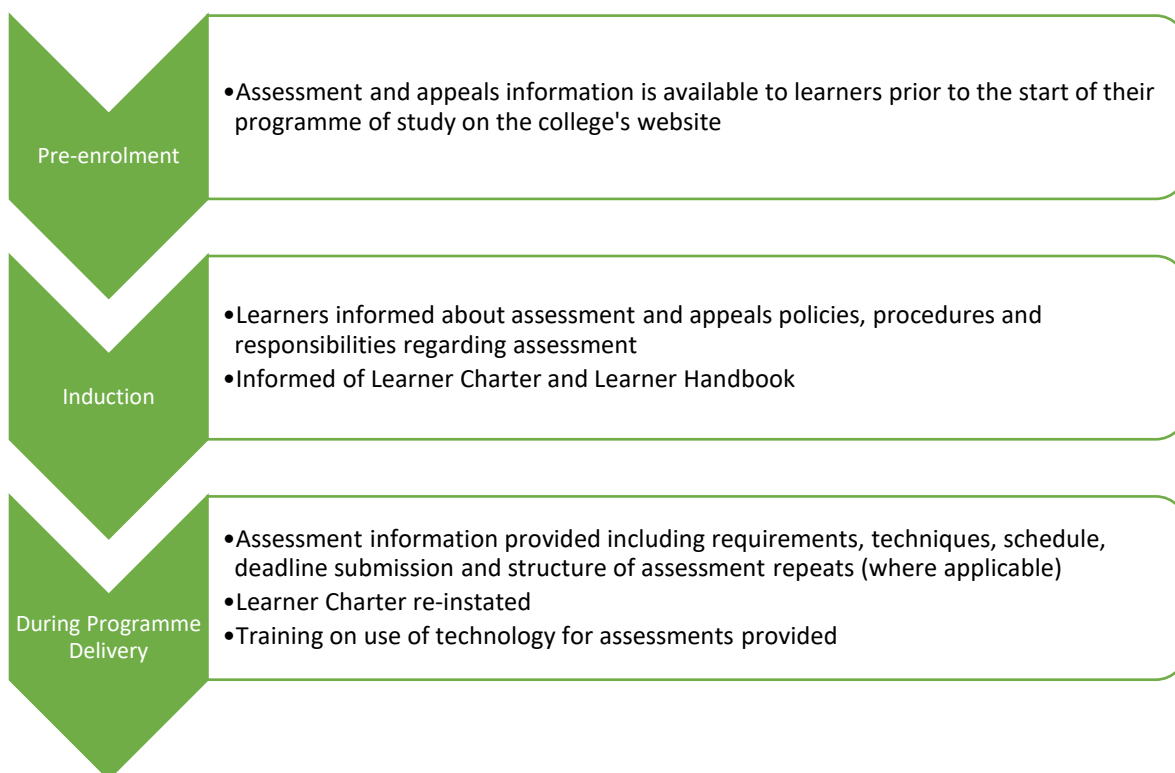 Pre-enrolment
•Assessment and appeals information is available to learners prior to the start of their
programme of study on the college's website
Induction
•Learners informed about assessment and appeals policies, procedures and
responsibilities regarding assessment
•Informed of Learner Charter and Learner Handbook
During Programme
Delivery
•Assessment information provided including requirements, techniques, schedule,
deadline submission and structure of assessment repeats (where applicable)
•Learner Charter re-instated
•Training on use of technology for assessments provided